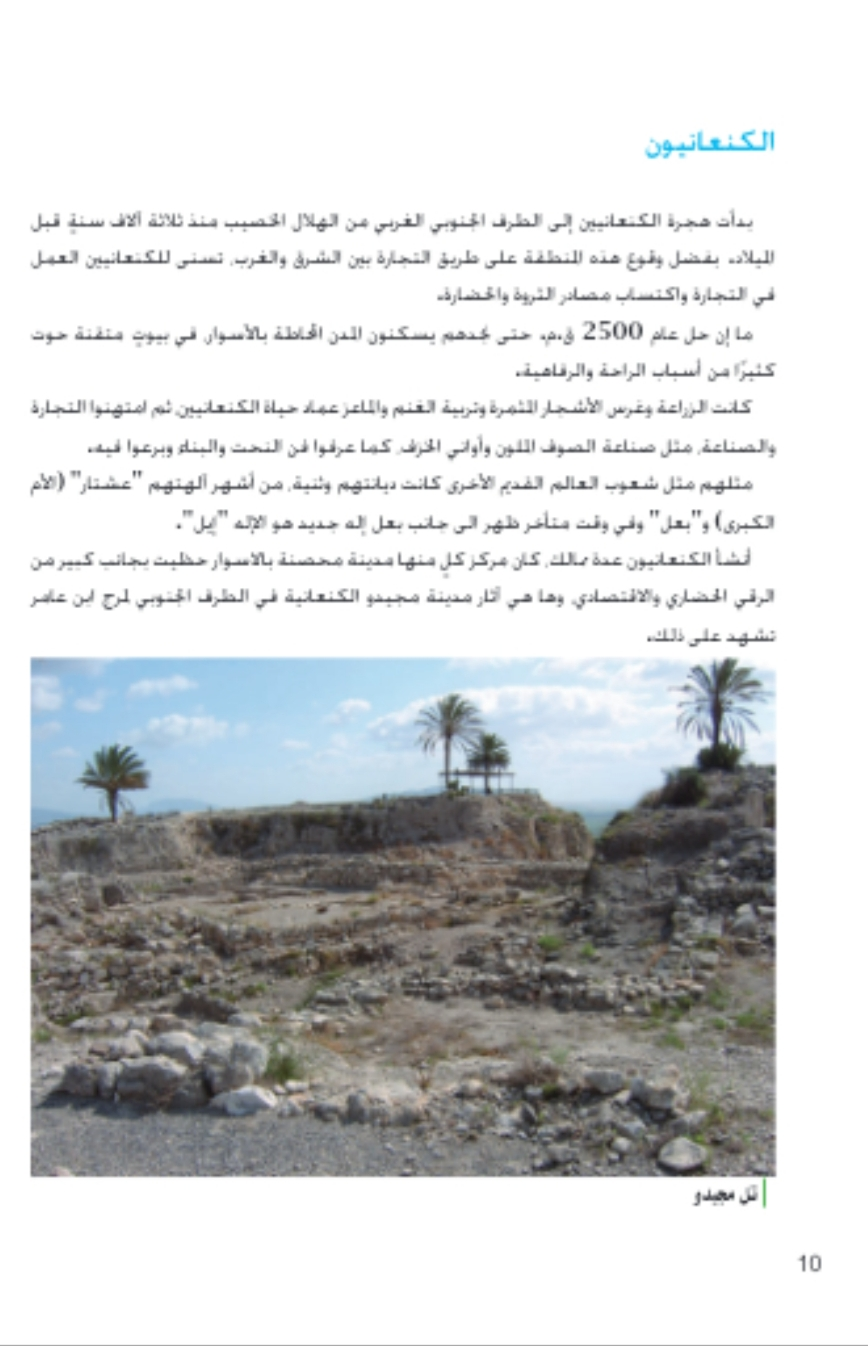 الكنعانيون
بدأت هجرة الكنعانيين إلى الطرف الجنوبي الغربي من الهلال الخصيب منذ ثلاثة آلاف سنةٍ قبل
الميلاد. بفضل وقوع هذه المنطقة على طريق التجارة بين الشرق والغرب، تسنى للكنعانيين العمل
في التجارة واكتساب مصادر الثروة والحضارة.
ما إن حل عام 2500 ق.م. حتى نجدهم يسكنون المدن المحاطة بالأسوار، في بيوتٍ متقنة حوت
كثيرًا من أسباب الراحة والرفاهية.
كانت الزراعة وغرس الأشجار المثمرة وتربية الغنم والماعز عماد حياة الكنعانيين، ثم امتهنوا التجارة
والصناعة، مثل صناعة الصوف الملون وأواني الخزف، كما عرفوا فن النحت والبناء وبرعوا فيه.
مثلهم مثل شعوب العالم القديم الأخرى كانت ديانتهم وثنية، من أشهر آلهتهم "عشتار" (الأم
الكبرى) و"بعل" وفي وقت متأخر ظهر الى جانب بعل إله جديد هو الإله "إيل".
أنشأ الكنعانيون عدة ممالك، كان مركز كلٍ منها مدينة محصنة بالاسوار حظيت بجانب كبير من
الرقي الحضاري والاقتصادي، وها هي آثار مدينة مجيدو الكنعانية في الطرف الجنوبي لمرج ابن عامر
تشهد على ذلك.
تل مجيدو
10